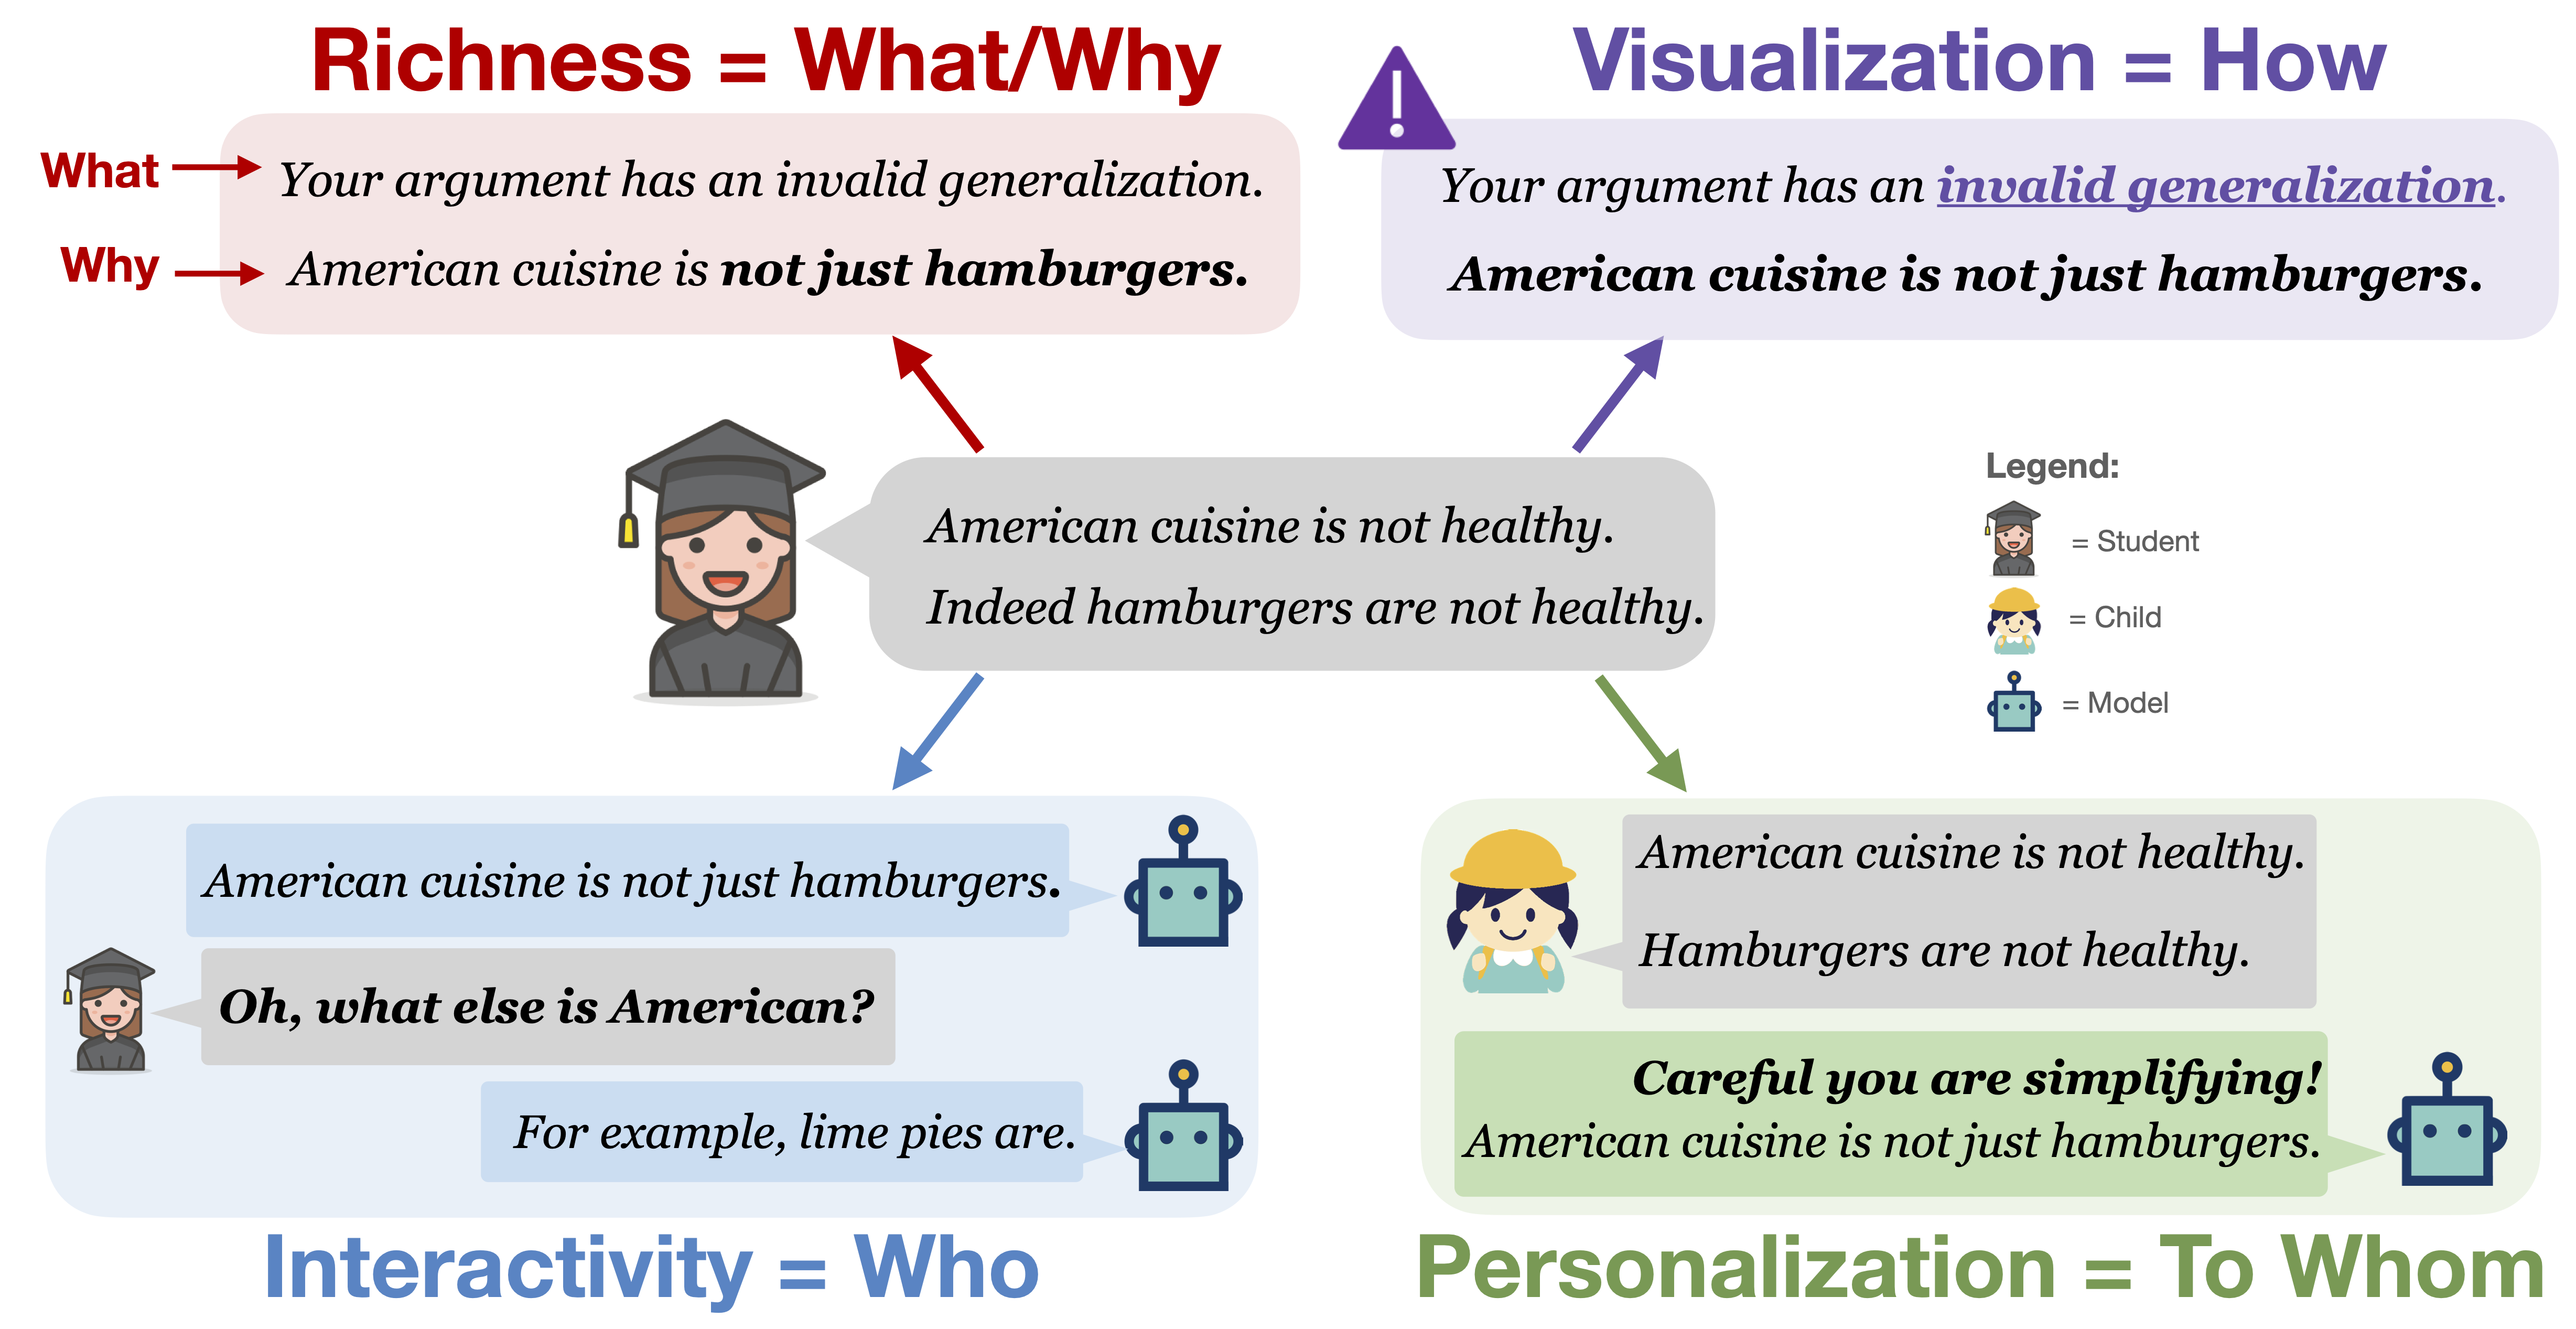 Richness = What/Why
What
Your argument has an invalid generalization.
Why
American cuisine is not just hamburgers.
Visualization = How
Your argument has an invalid generalization.
American cuisine is not just hamburgers.
American cuisine is not healthy.
Indeed hamburgers are not healthy.
Legend:
= Student
= Child
= Model
American cuisine is not just hamburgers.
Oh, what else is American?
For example, lime pies are.
Interactivity = Who
American cuisine is not healthy.
Hamburgers are not healthy.
Careful you are simplifying!
American cuisine is not just hamburgers.
Personalization = To Whom